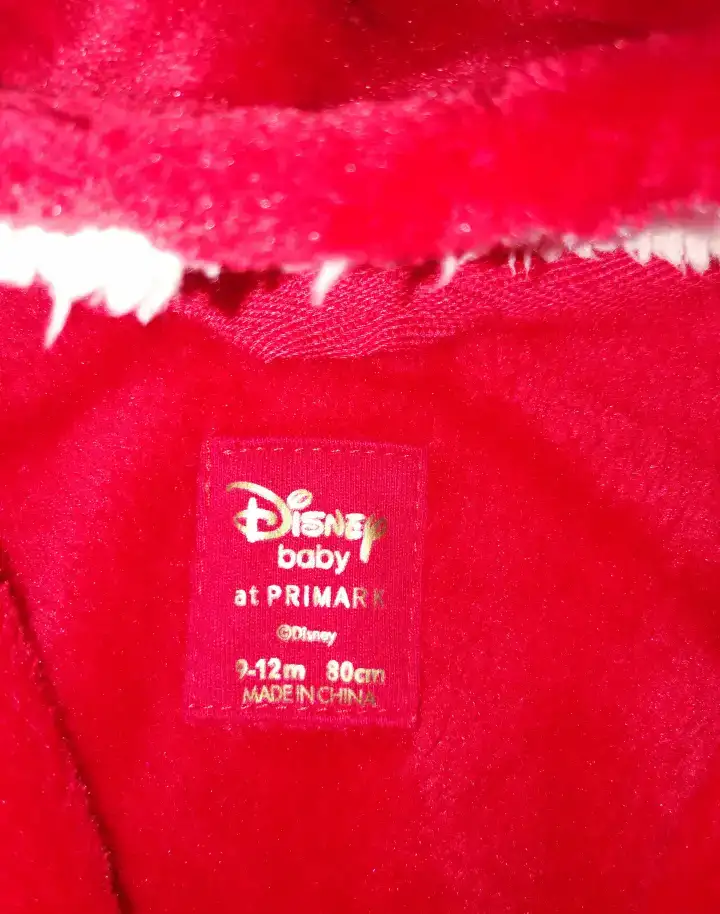 Disney
baby
at PRIMARK
©Disney
9-12m 80cm
MADE IN CHINA